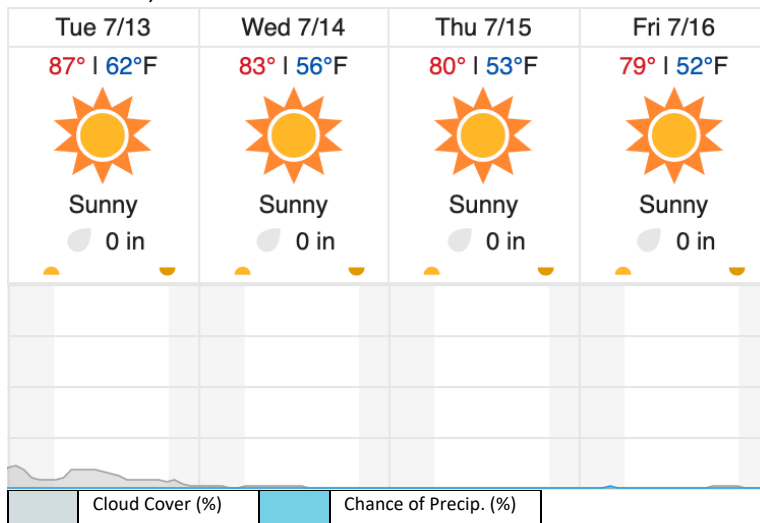 Tue 7/13 Wed 7/14 Thu 7/15 Fri 7/16
87° | 62°F 83° | 56°F 80° | 53°F 79° | 52°F
Sunny Sunny Sunny Sunny
0 in 0 in 0 in 0 in
Cloud Cover (%) Chance of Precip. (%)